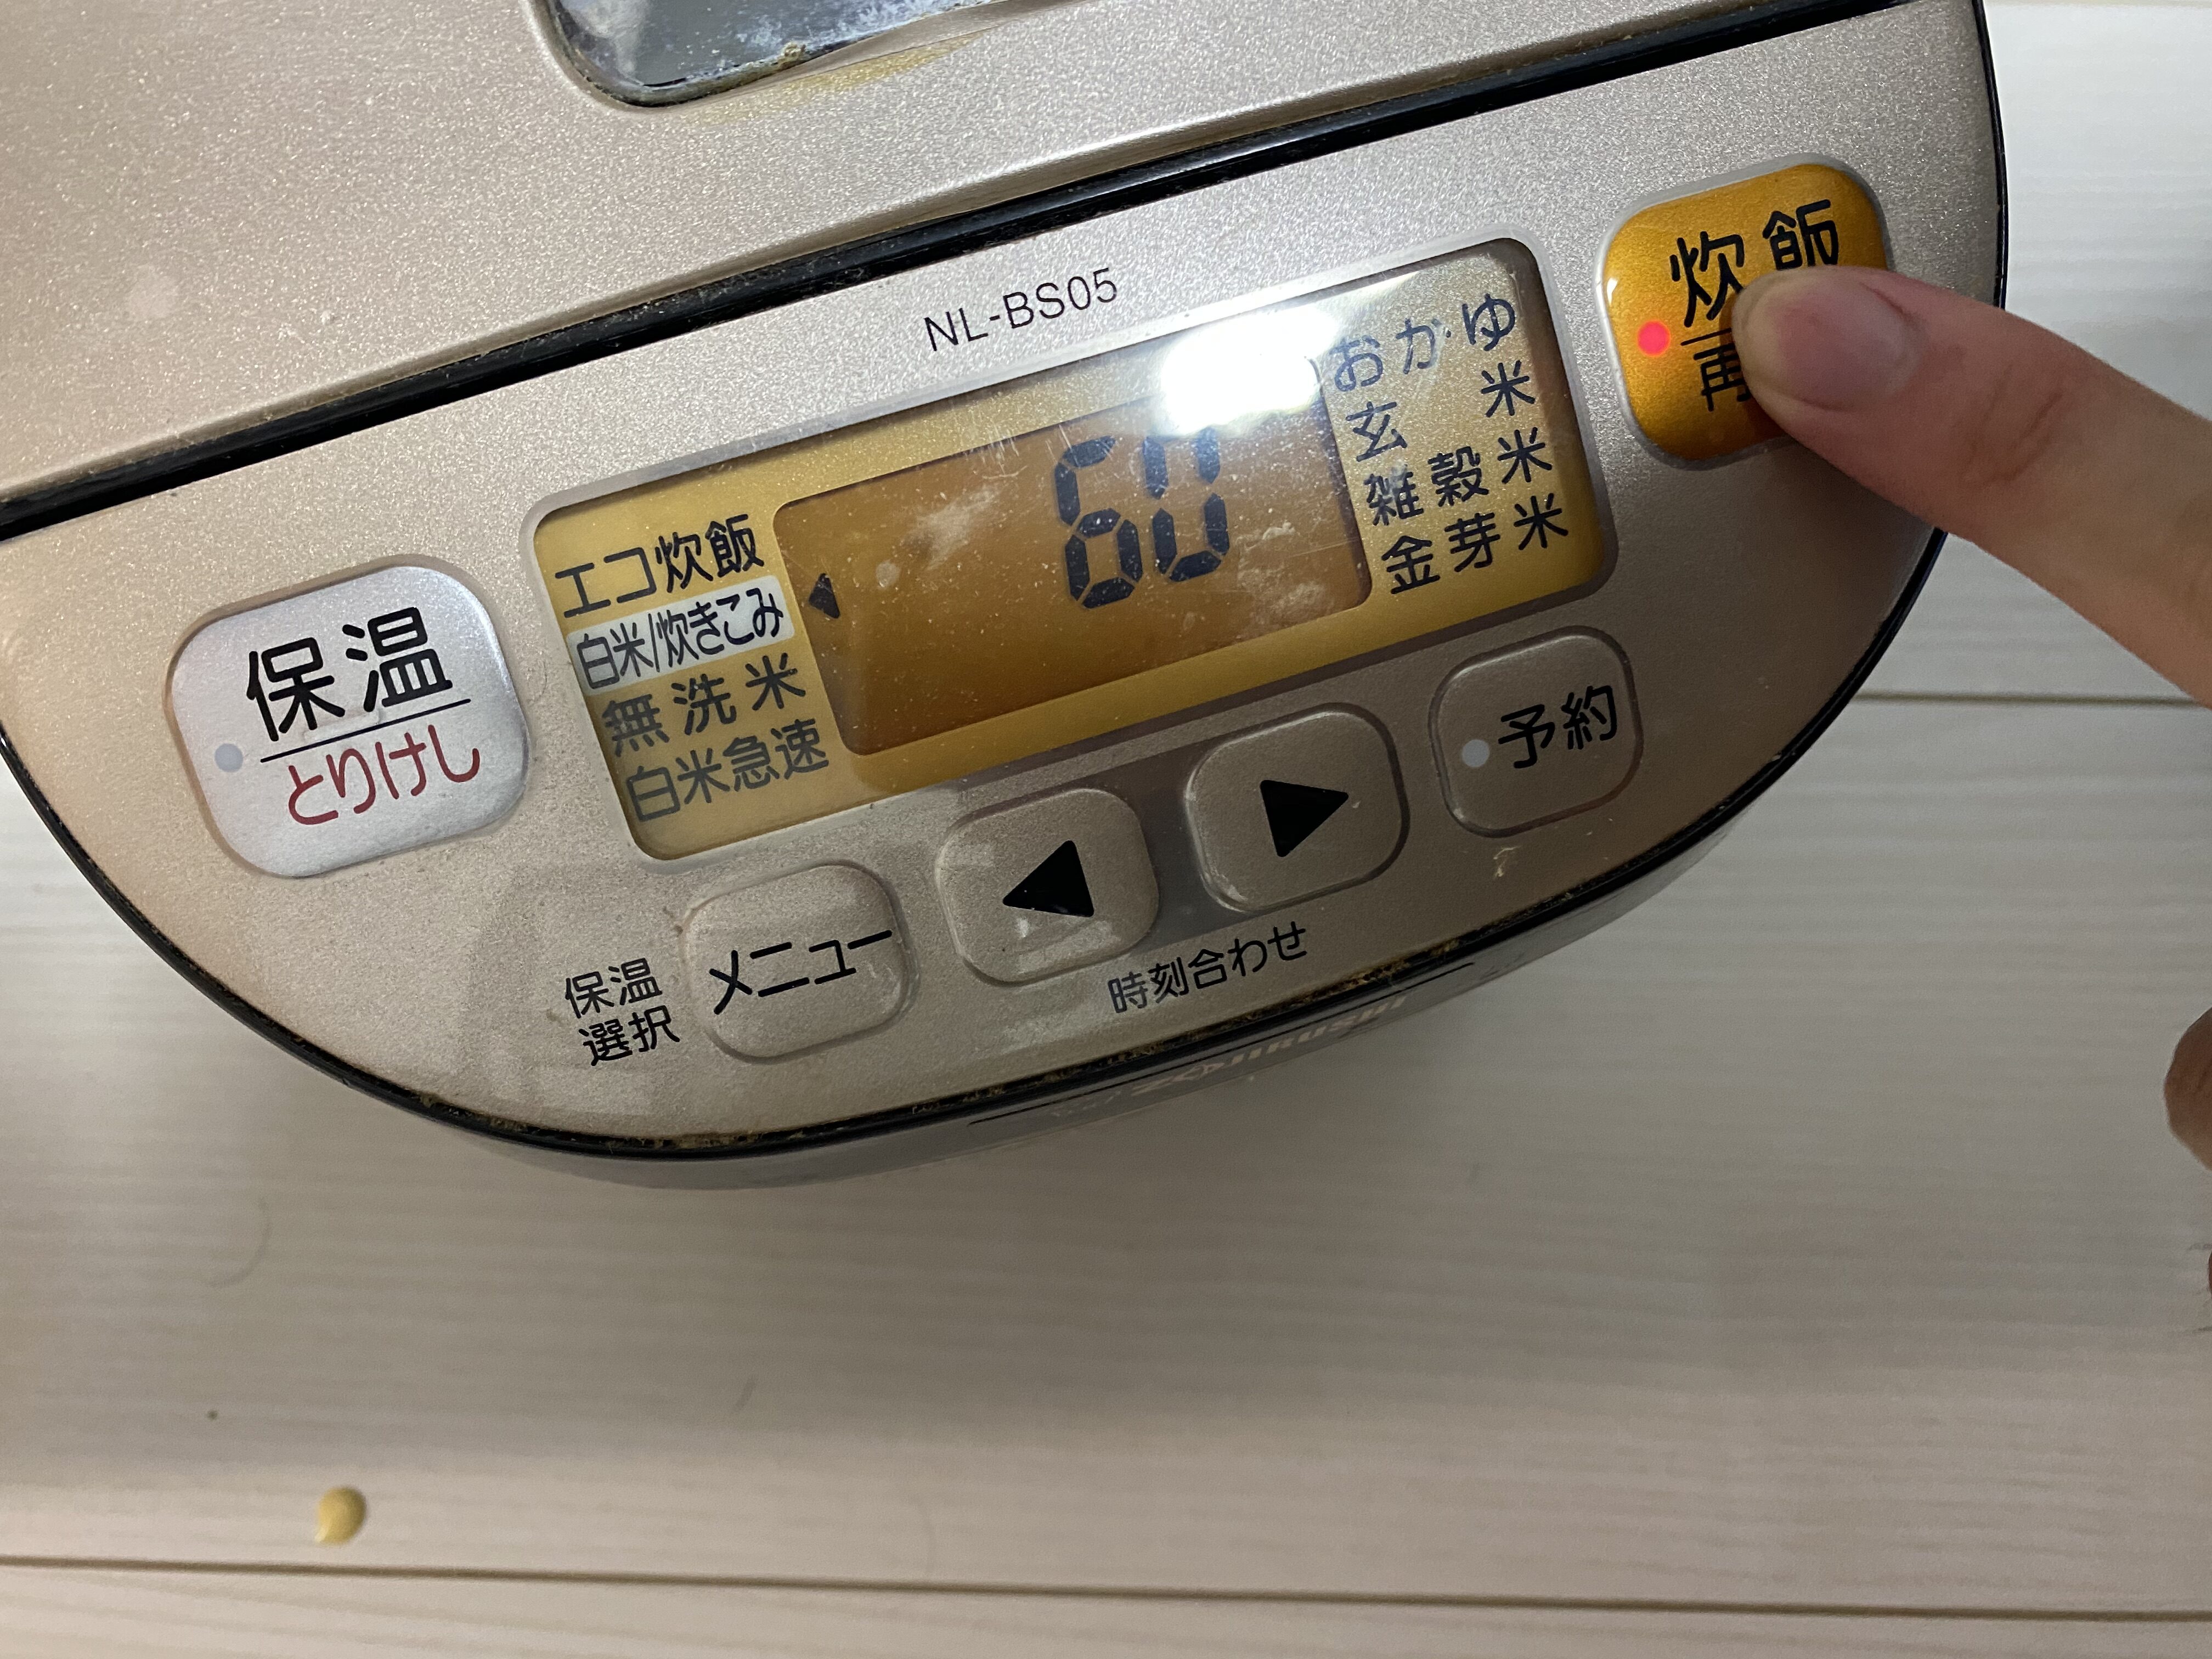 NL-BS05
炊飯
再
60
エコ炊飯
白米/炊きこみ
無洗米
白米急速
おかゆ
玄米
雑穀米
金芽米
保温
とりけし
予約
保温
選択
メニュー
時刻合わせ
ZOJIRUSHI